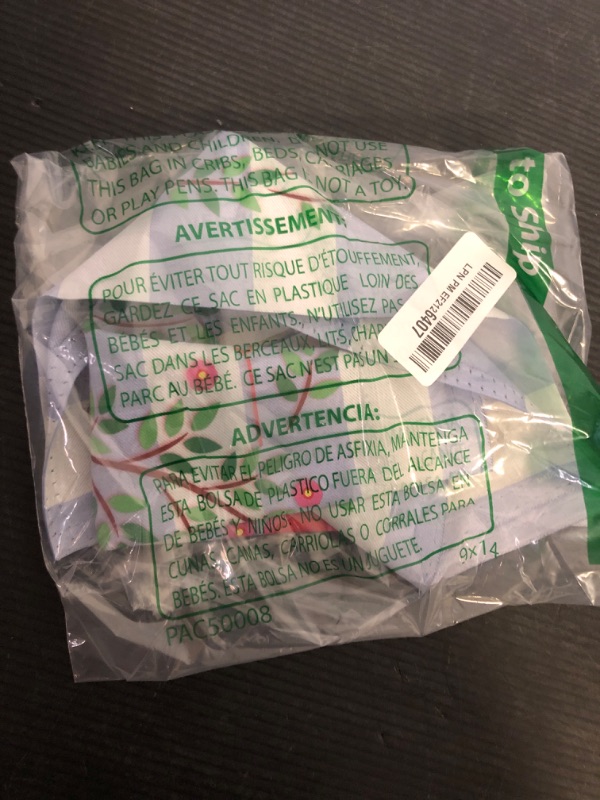 BABIES AND CHILDREN. NOT USE
THIS BAG IN CRIBS, BEDS, CARRIAGES
OR PLAY PENS. THIS BAG NOT A TOY.
to Ship
AVERTISSEMENT:
POUR ÉVITER TOUT RISQUE D'ÉTOUFFEMENT,
GARDEZ CE SAC EN PLASTIQUE LOIN DES
BEBÉS ET LES ENFANTS. N'UTILISEZ PAS
SAC DANS LES BERCEAUX LITS,
PARC AU BÉBÉ. CE SAC N'EST PAS UN
LPN PM EF2126407
ADVERTENCIA:
PARA EVITAR EL PELIGRO DE ASFIXIA, MANTENGA
ESTA BOLSA DE PLASTICO FUERA DEL ALCANCE
DE BEBÉS Y NIÑOS. NO USAR ESTA BOLSA EN
CUNAS, CAMAS, CARRIOLAS O CORRALES PARA
BEBÉS. ESTA BOLSA NO ES UN JUGUETE.
9x14
PAC50008